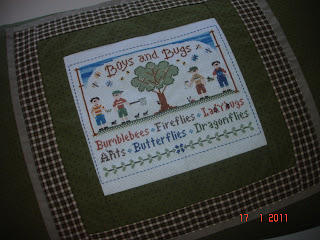 Boys and Bugs
Bumblebees + Fireflies + Ladybugs
Ants + Butterflies + Dragonflies
17 1 2011